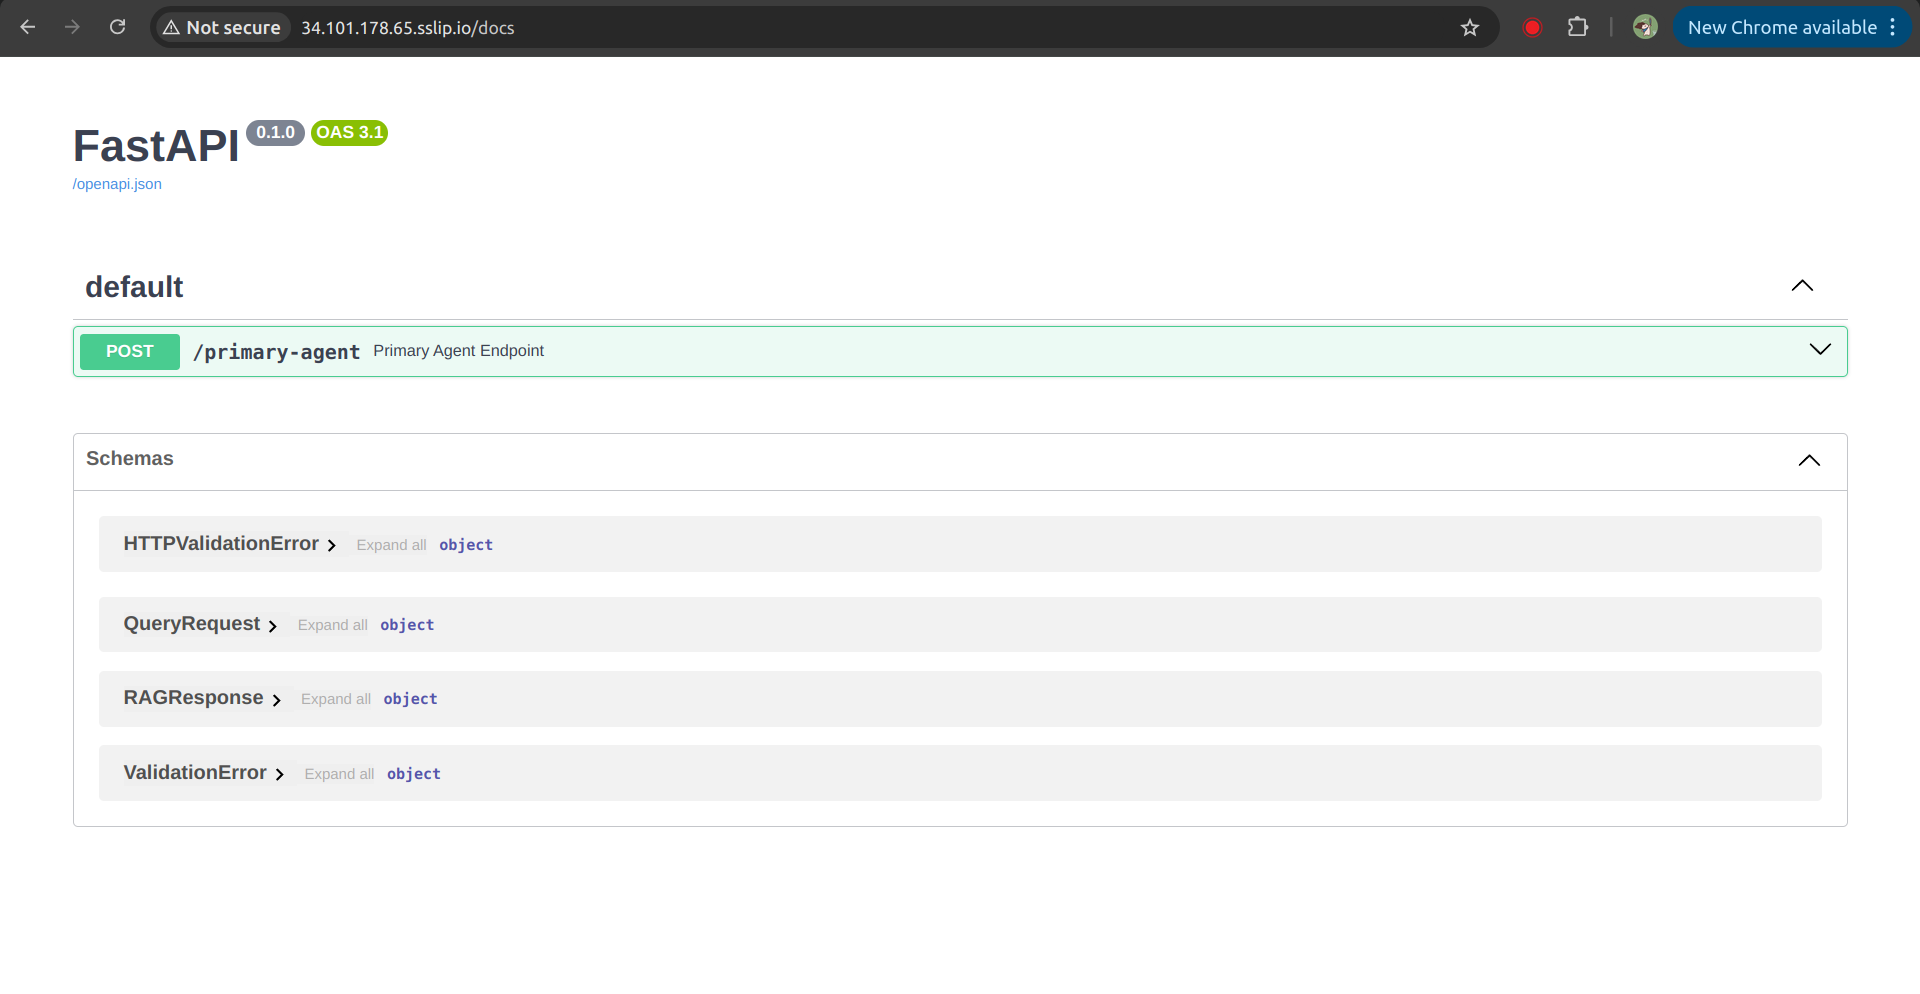 Not secure 34.101.178.65.sslip.io/docs New Chrome available
FastAPI 0.1.0 OAS 3.1
/openapi.json
default
POST /primary-agent Primary Agent Endpoint
Schemas
HTTPValidationError Expand all object
QueryRequest Expand all object
RAGResponse Expand all object
ValidationError Expand all object